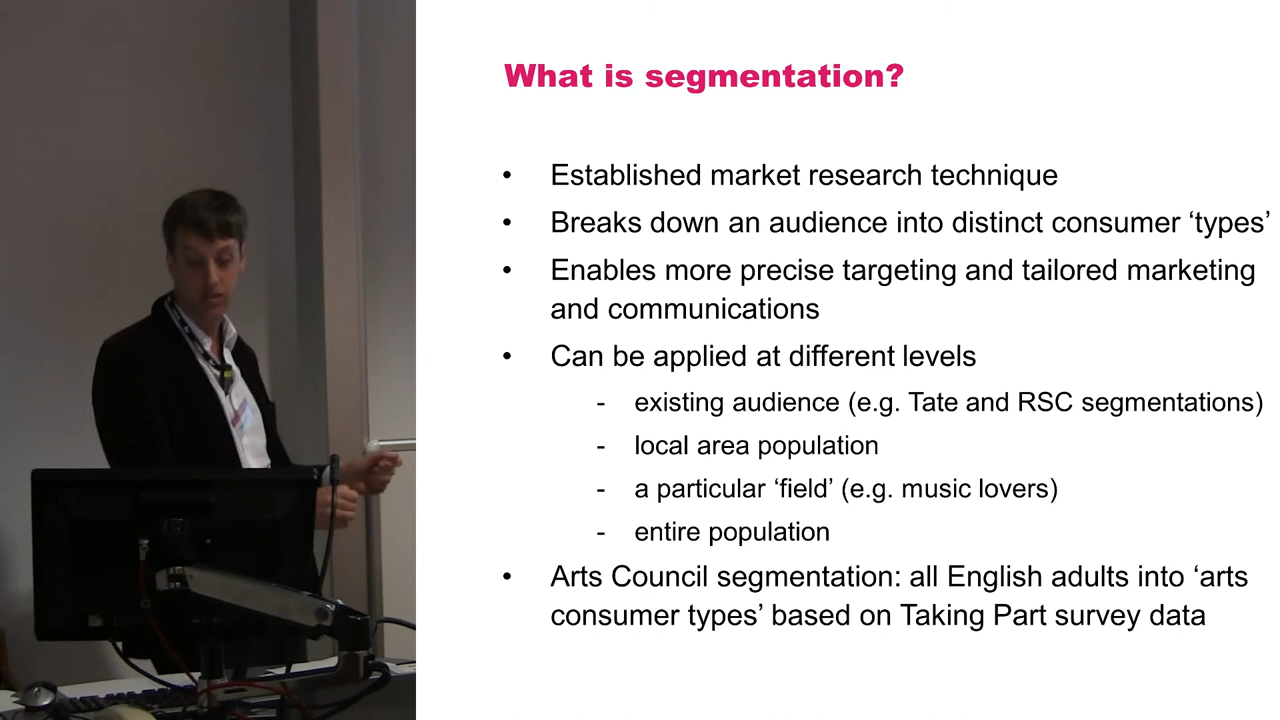 What is segmentation?
• Established market research technique
• Breaks down an audience into distinct consumer ‘types’
• Enables more precise targeting and tailored marketing
and communications
• Can be applied at different levels
- existing audience (e.g. Tate and RSC segmentations)
- local area population
- a particular ‘field’ (e.g. music lovers)
- entire population
• Arts Council segmentation: all English adults into ‘arts
consumer types’ based on Taking Part survey data